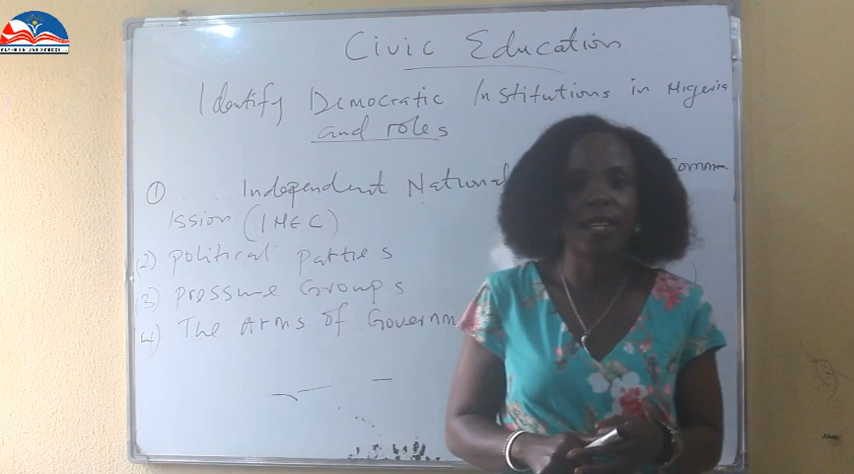 Civic Education
Identify Democratic Institutions in Nigeria
and roles
① Independent National Comm
ission (INEC)
(2) political parties
(3) pressure Groups
(4) The Arms of Governm